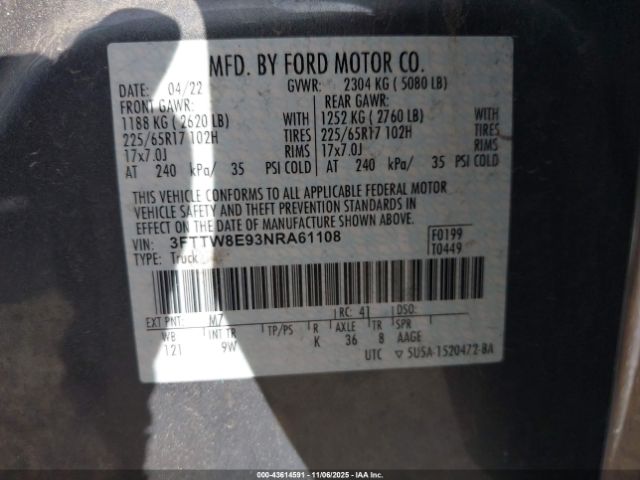 MFD. BY FORD MOTOR CO.
DATE: 04/22 GVWR: 2304 KG ( 5080 LB)
FRONT GAWR: REAR GAWR:
1188 KG ( 2620 LB) WITH 1252 KG ( 2760 LB) WITH
225/65R17 102H TIRES 225/65R17 102H TIRES
17x7.0J RIMS 17x7.0J RIMS
AT 240 kPa/ 35 PSI COLD AT 240 kPa/ 35 PSI COLD
THIS VEHICLE CONFORMS TO ALL APPLICABLE FEDERAL MOTOR
VEHICLE SAFETY AND THEFT PREVENTION STANDARDS IN
EFFECT ON THE DATE OF MANUFACTURE SHOWN ABOVE.
VIN: 3FTTW8E93NRA61108 F0199
TYPE: Truck T0449
EXT PNT: M7 RC: 41 DSO:
WB INT TR TP/PS R AXLE TR SPR
121 9W K 36 8 AAGE
UTC ▽ 5USA-1520472-BA
000-43614591 - 11/06/2025 - IAAI.COM